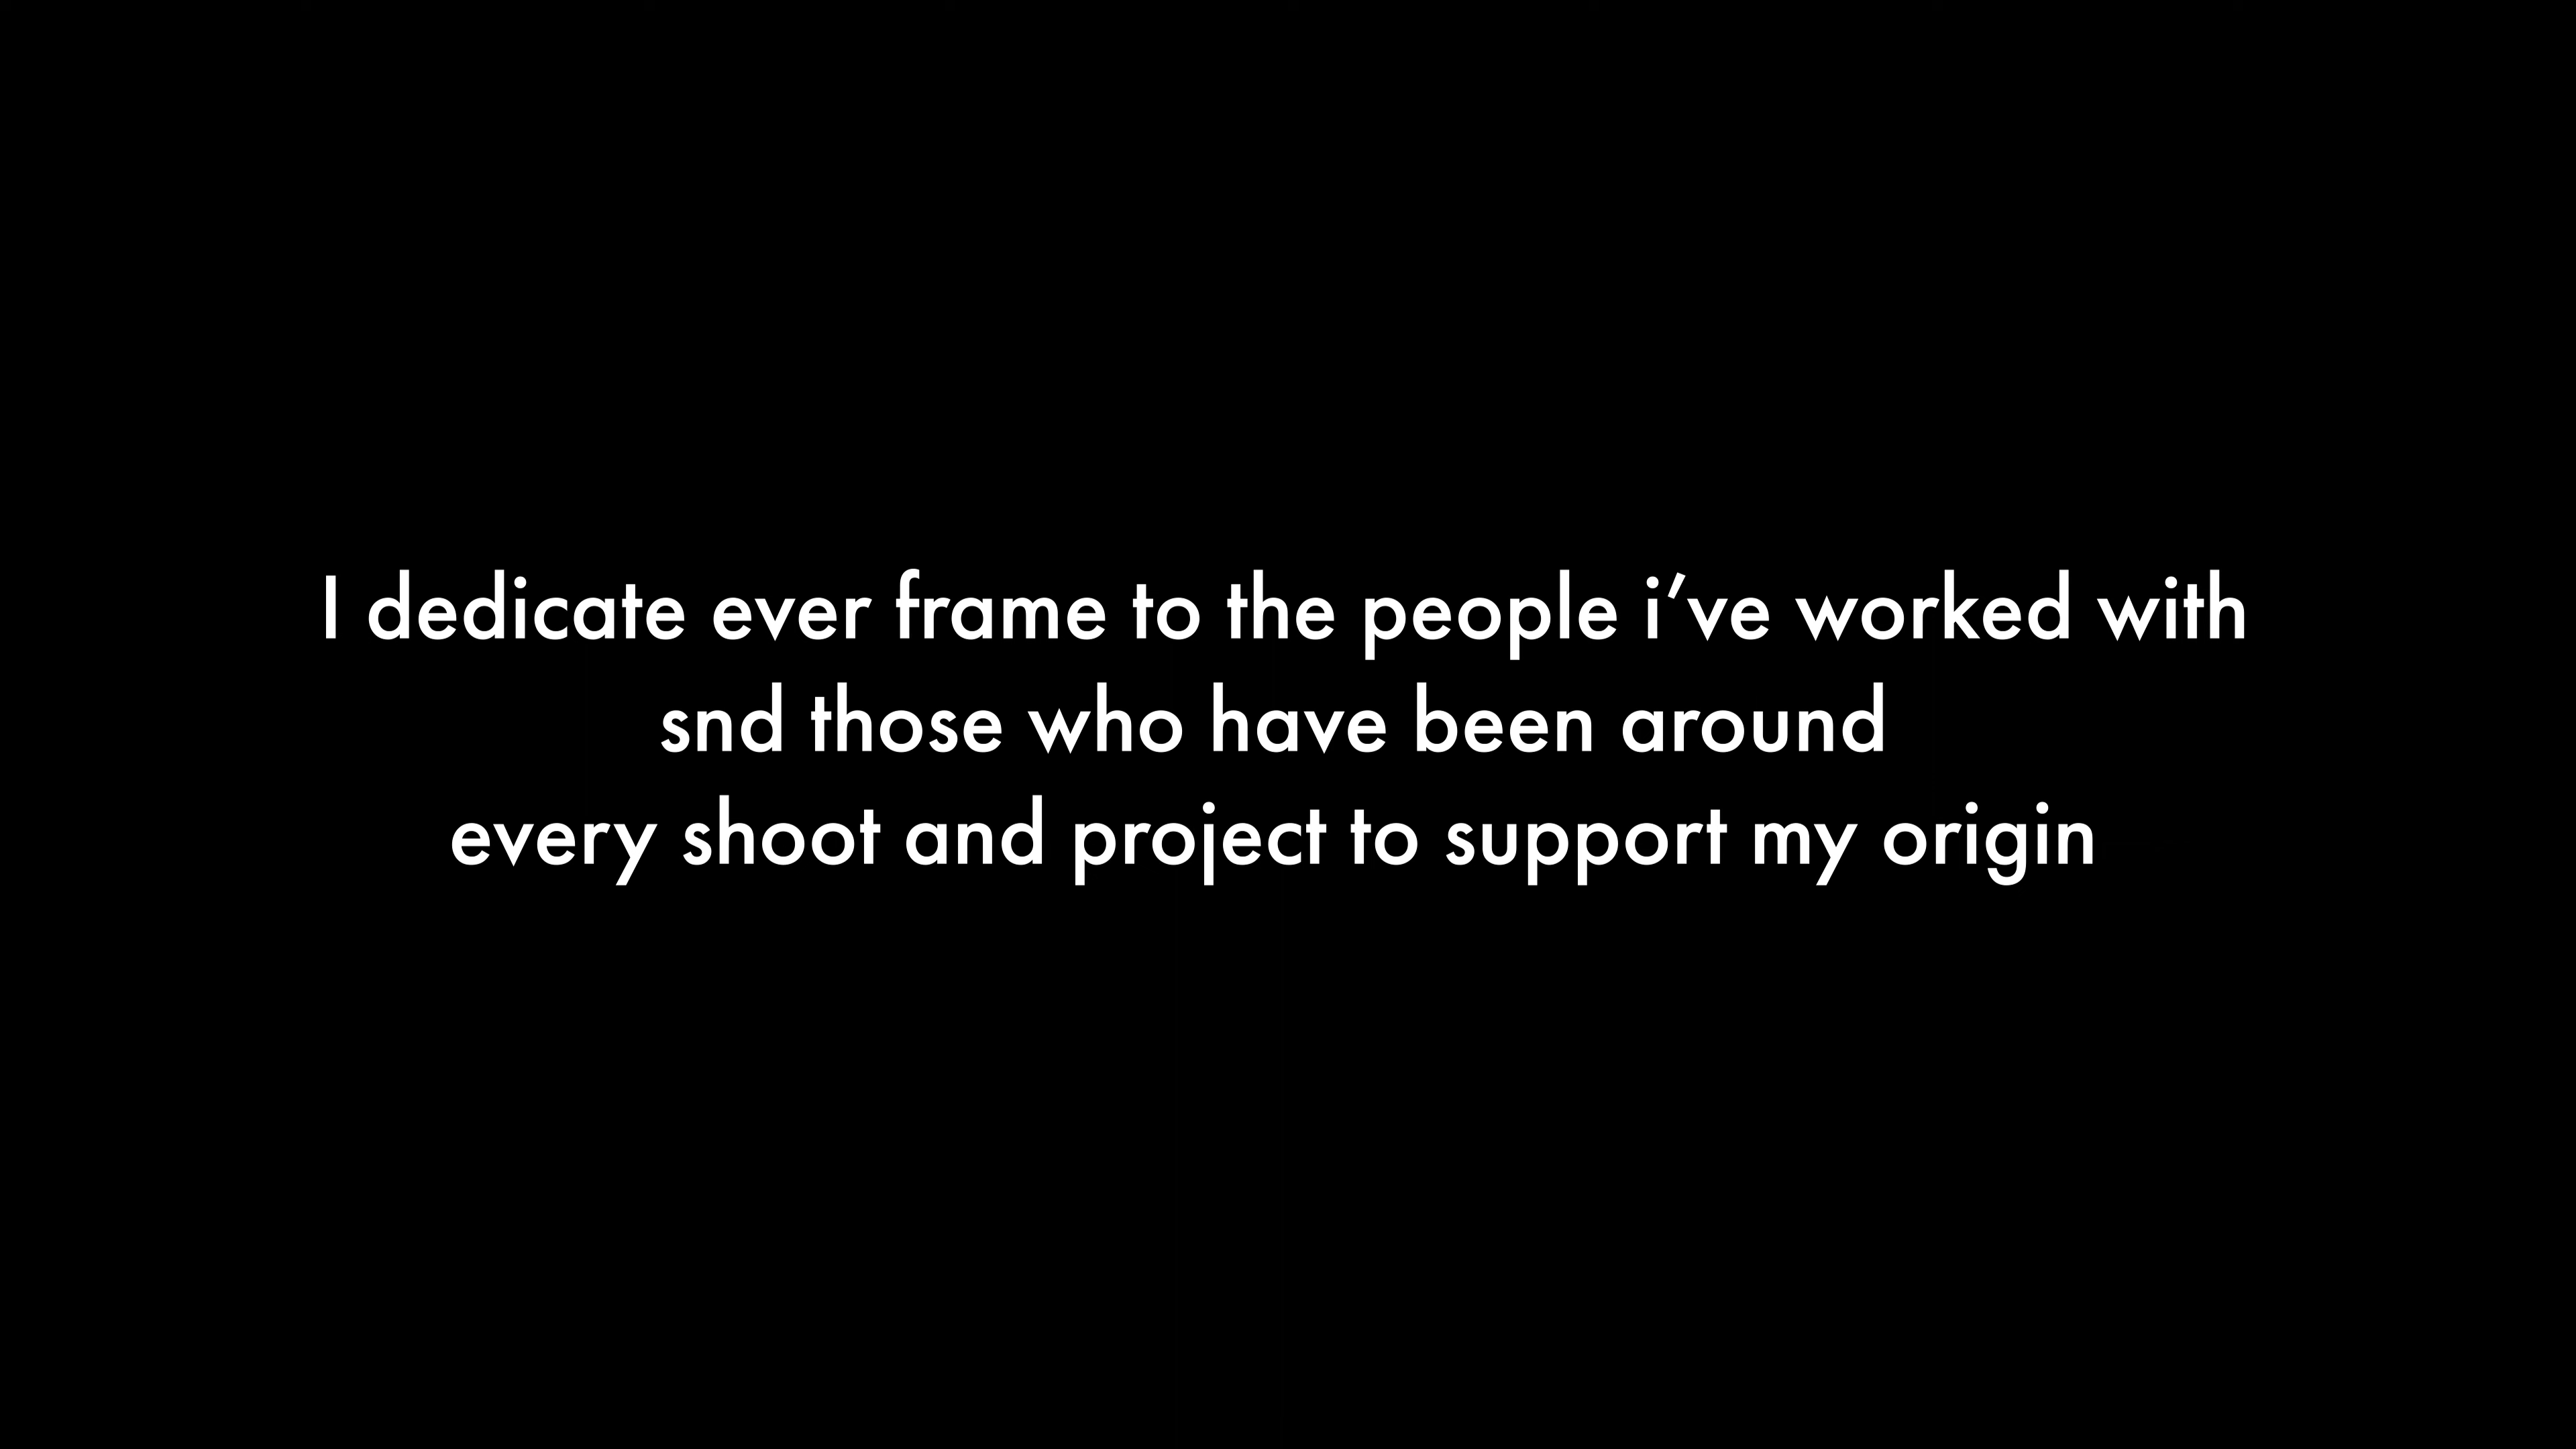 I dedicate ever frame to the people i’ve worked with
snd those who have been around
every shoot and project to support my origin